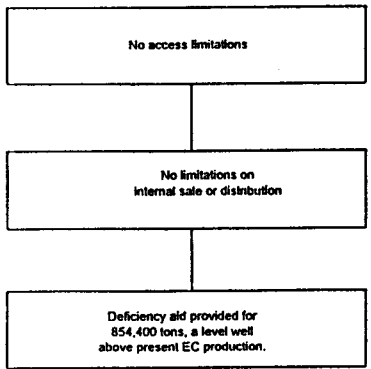 No access limitations
No limitations on
internal sale or distribution
Deficiency aid provided for
854,400 tons, a level well
above present EC production.